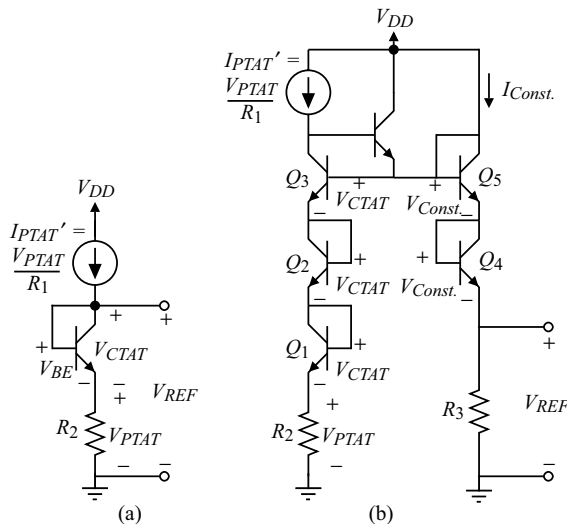 V_DD
I_PTAT' =
V_PTAT
R_1
+
+
V_CTAT
V_BE
−
−
+
V_REF
R_2
V_PTAT
−
−
+
(a)
V_DD
I_PTAT' =
V_PTAT
R_1
I_Const.
Q_3
+
V_CTAT
−
+
Q_5
V_Const.
−
Q_2
+
V_CTAT
−
+
Q_4
V_Const.
−
Q_1
+
V_CTAT
−
+
R_2
V_PTAT
−
R_3
+
V_REF
−
(b)